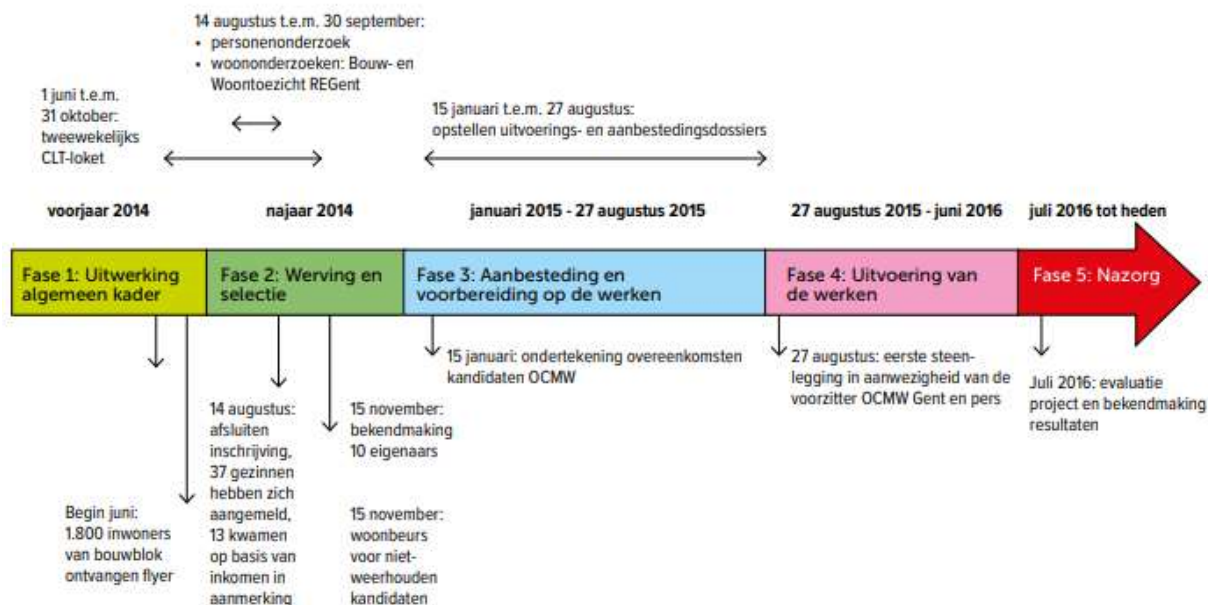 14 augustus t.e.m. 30 september:
• personenonderzoek
• woononderzoeken: Bouw- en
Woontoezicht REGent
1 juni t.e.m.
31 oktober:
tweewekelijks
CLT-loket
15 januari t.e.m. 27 augustus:
opstellen uitvoerings- en aanbestedingsdossiers
voorjaar 2014
najaar 2014
januari 2015 - 27 augustus 2015
27 augustus 2015 - juni 2016
juli 2016 tot heden
Fase 1: Uitwerking
algemeen kader
Fase 2: Werving en
selectie
Fase 3: Aanbesteding en
voorbereiding op de werken
Fase 4: Uitvoering van
de werken
Fase 5: Nazorg
Begin juni:
1.800 inwoners
van bouwblok
ontvangen flyer
14 augustus:
afsluiten
inschrijving,
37 gezinnen
hebben zich
aangemeld,
13 kwamen
op basis van
inkomen in
aanmerking
15 november:
bekendmaking
10 eigenaars
15 november:
woonbeurs
voor niet-
weerhouden
kandidaten
15 januari: ondertekening overeenkomsten
kandidaten OCMW
27 augustus: eerste steen-
legging in aanwezigheid van de
voorzitter OCMW Gent en pers
Juli 2016: evaluatie
project en bekendmaking
resultaten